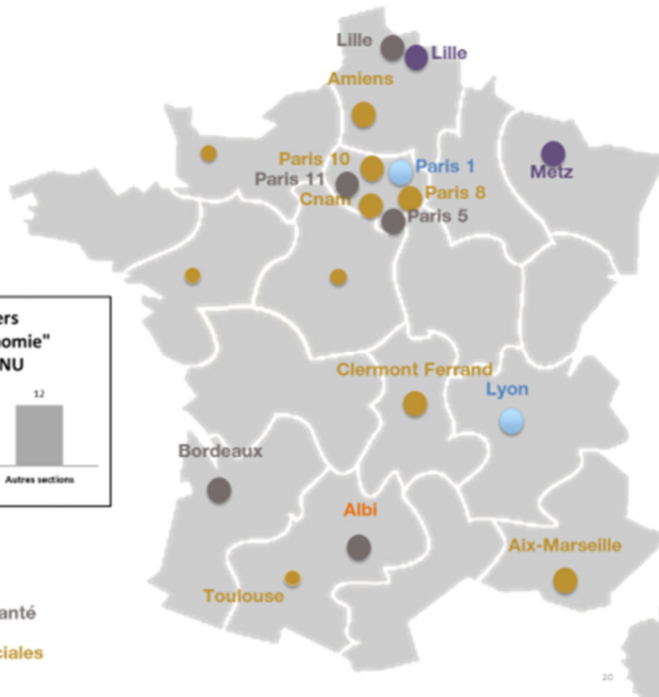 Lille
Lille
Amiens
Paris 10
Paris 1
Paris 11
Metz
Cnam
Paris 8
Paris 5
ers
omie"
NU
12
Autres sections
Clermont Ferrand
Lyon
Bordeaux
Albi
Aix-Marseille
Toulouse
anté
ciales
20